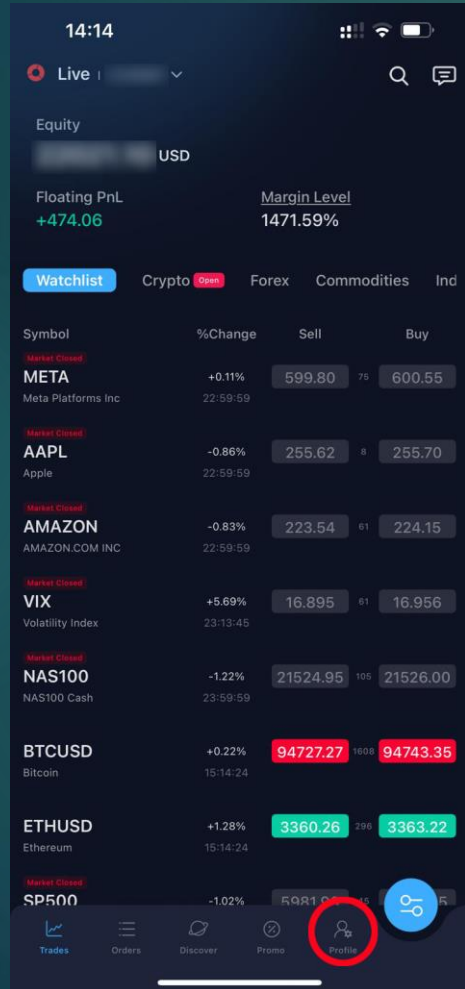 14:14
Live
Equity
USD
Floating PnL Margin Level
+474.06 1471.59%
Watchlist Crypto Open Forex Commodities Ind
Symbol %Change Sell Buy
Market Closed
META +0.11% 599.80 75 600.55
Meta Platforms Inc 22:59:59
Market Closed
AAPL -0.86% 255.62 8 255.70
Apple 22:59:59
Market Closed
AMAZON -0.83% 223.54 61 224.15
AMAZON.COM INC 22:59:59
Market Closed
VIX +5.69% 16.895 61 16.956
Volatility Index 23:13:45
Market Closed
NAS100 -1.22% 21524.95 105 21526.00
NAS100 Cash 23:59:59
BTCUSD +0.22% 94727.27 1608 94743.35
Bitcoin 15:14:24
ETHUSD +1.28% 3360.26 296 3363.22
Ethereum 15:14:24
Market Closed
SP500 -1.02%
Trades Orders Discover Promo Profile